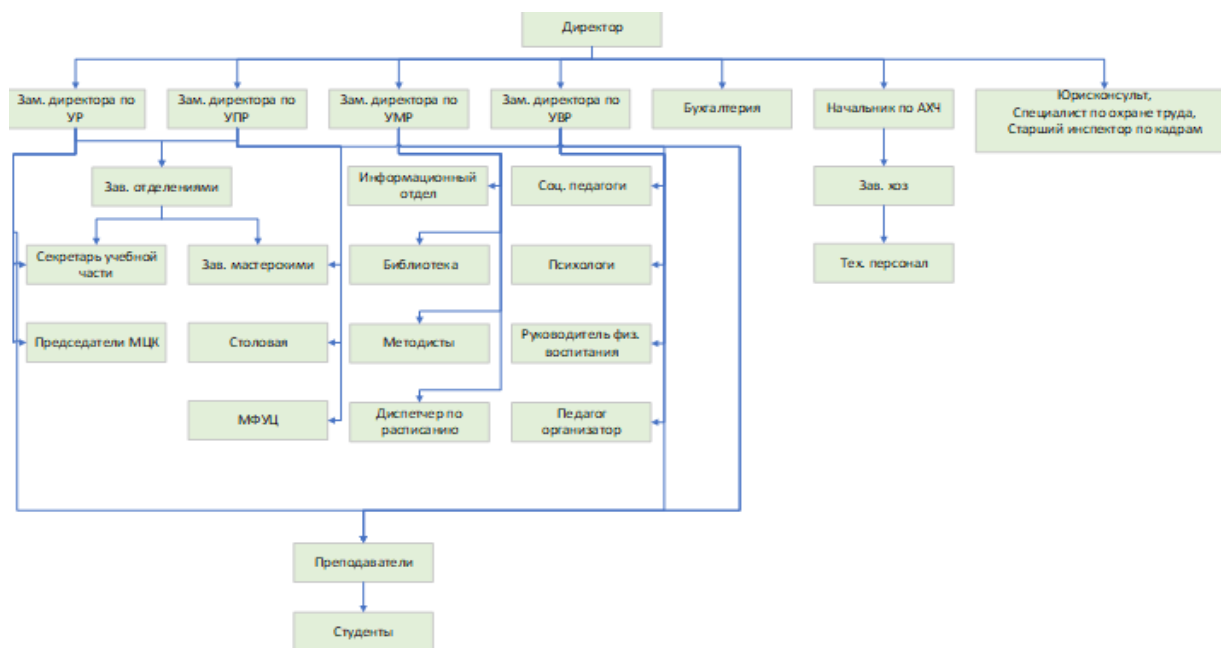 Директор
Зам. директора по
УР
Зам. директора по
УПР
Зам. директора по
УМР
Зам. директора по
УВР
Бухгалтерия
Начальник по АХЧ
Юрисконсульт,
Специалист по охране труда,
Старший инспектор по кадрам
Зав. отделениями
Информационный
отдел
Соц. педагоги
Зав. хоз
Секретарь учебной
части
Зав. мастерскими
Библиотека
Психологи
Тех. персонал
Председатели МЦК
Столовая
Методисты
Руководитель физ.
воспитания
МФУЦ
Диспетчер по
расписанию
Педагог
организатор
Преподаватели
Студенты